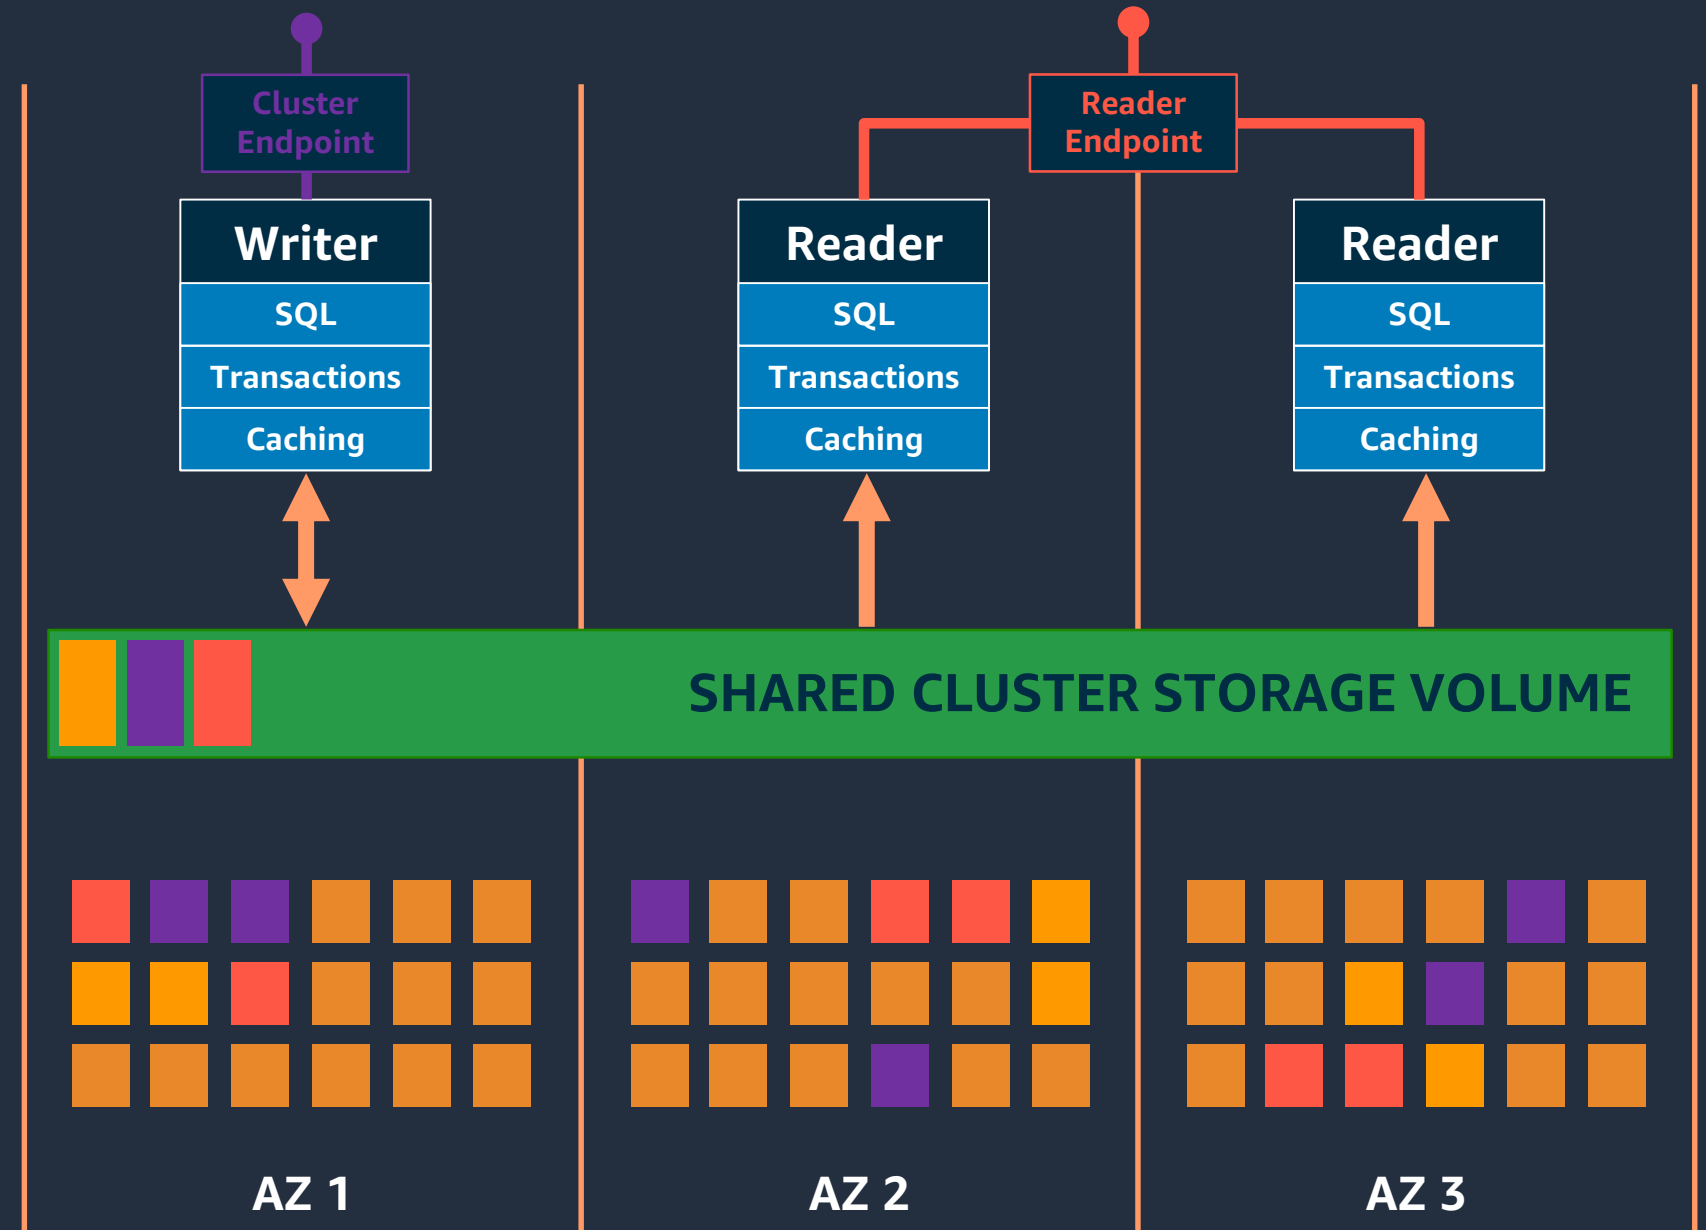 Cluster
Endpoint
Reader
Endpoint
Writer
SQL
Transactions
Caching
Reader
SQL
Transactions
Caching
Reader
SQL
Transactions
Caching
SHARED CLUSTER STORAGE VOLUME
AZ 1
AZ 2
AZ 3